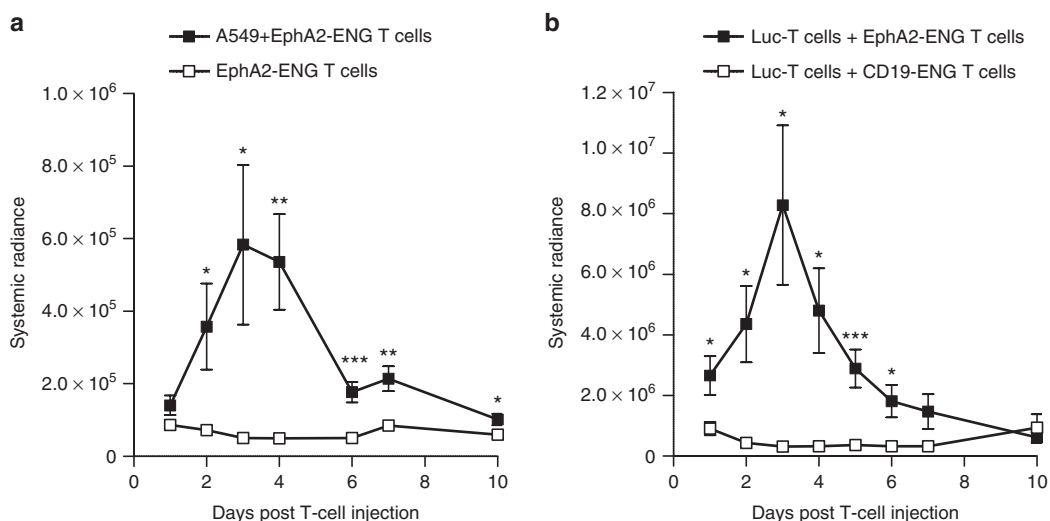 a
A549+EphA2-ENG T cells
EphA2-ENG T cells
1.0 × 10⁶
8.0 × 10⁵
6.0 × 10⁵
4.0 × 10⁵
2.0 × 10⁵
0
Systemic radiance
*
*
**
***
**
*
0 2 4 6 8 10
Days post T-cell injection
b
Luc-T cells + EphA2-ENG T cells
Luc-T cells + CD19-ENG T cells
1.2 × 10⁷
1.0 × 10⁷
8.0 × 10⁶
6.0 × 10⁶
4.0 × 10⁶
2.0 × 10⁶
0
Systemic radiance
*
*
*
*
***
*
0 2 4 6 8 10
Days post T-cell injection